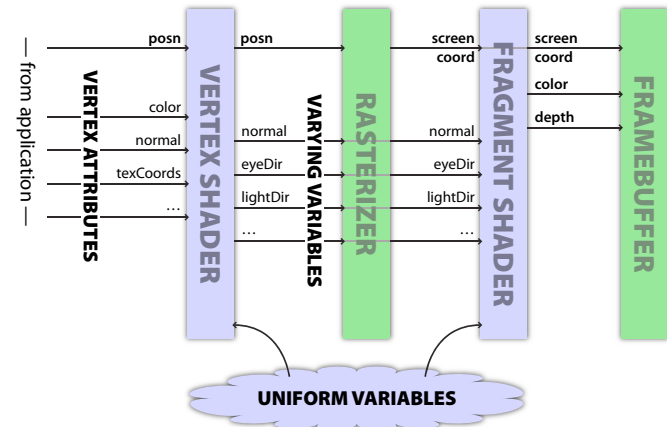 — from application —
VERTEX ATTRIBUTES
posn
color
normal
texCoords
...
VERTEX SHADER
posn
normal
eyeDir
lightDir
...
VARYING VARIABLES
RASTERIZER
screen
coord
normal
eyeDir
lightDir
...
FRAGMENT SHADER
screen
coord
color
depth
FRAMEBUFFER
UNIFORM VARIABLES